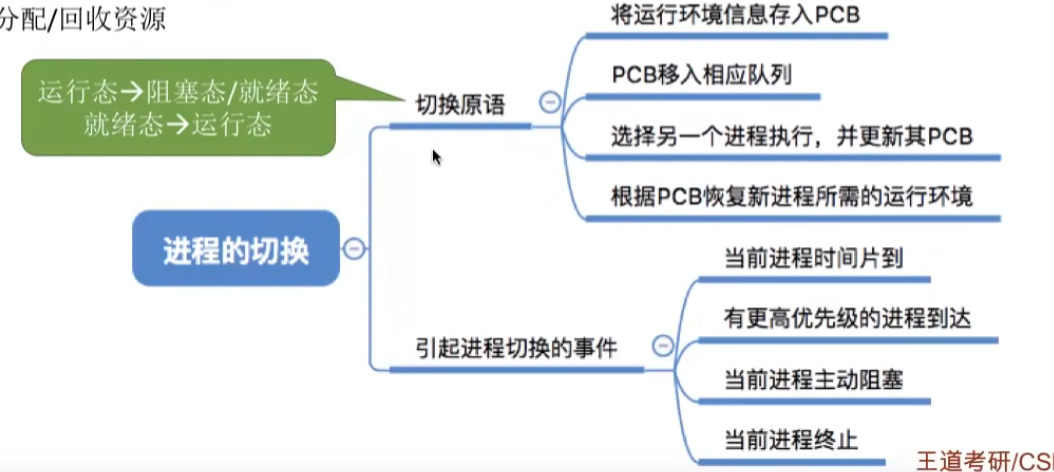 分配/回收资源
运行态→阻塞态/就绪态
就绪态→运行态
切换原语
将运行环境信息存入PCB
PCB移入相应队列
选择另一个进程执行，并更新其PCB
根据PCB恢复新进程所需的运行环境
进程的切换
引起进程切换的事件
当前进程时间片到
有更高优先级的进程到达
当前进程主动阻塞
当前进程终止
王道考研/CS